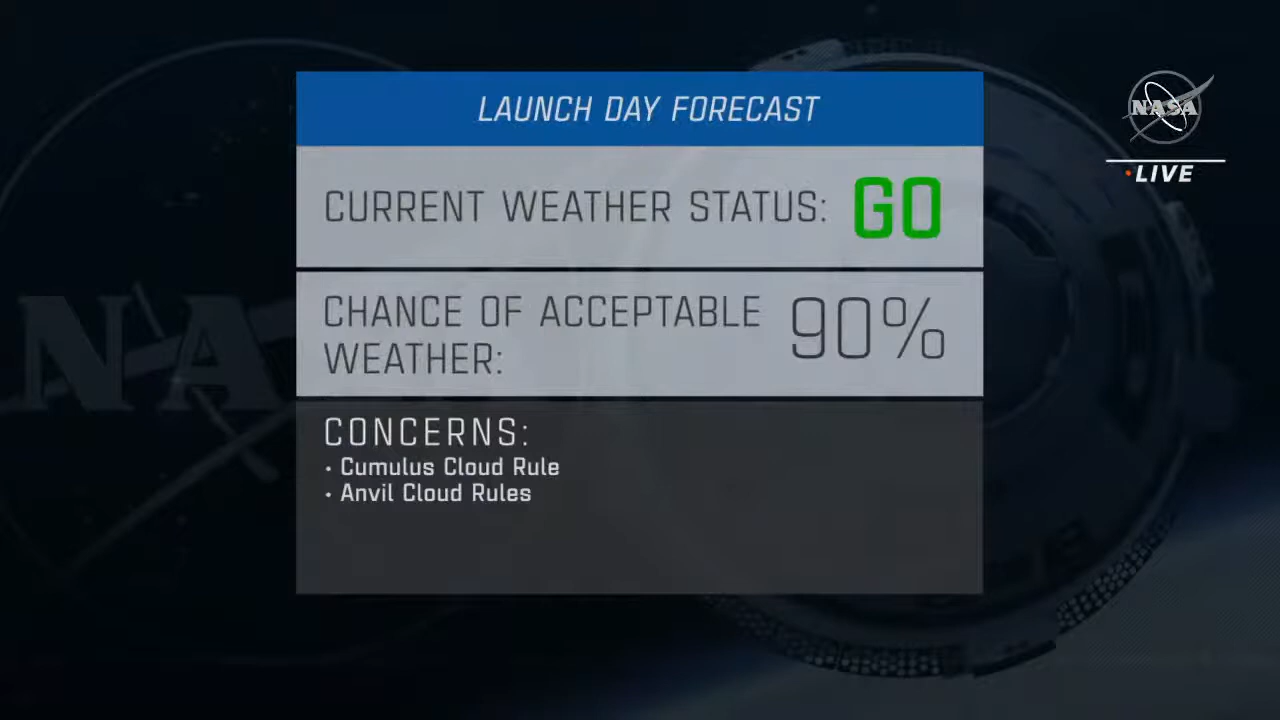 LAUNCH DAY FORECAST
NASA
• LIVE
CURRENT WEATHER STATUS: GO
CHANCE OF ACCEPTABLE
WEATHER:
90%
CONCERNS:
• Cumulus Cloud Rule
• Anvil Cloud Rules
NA